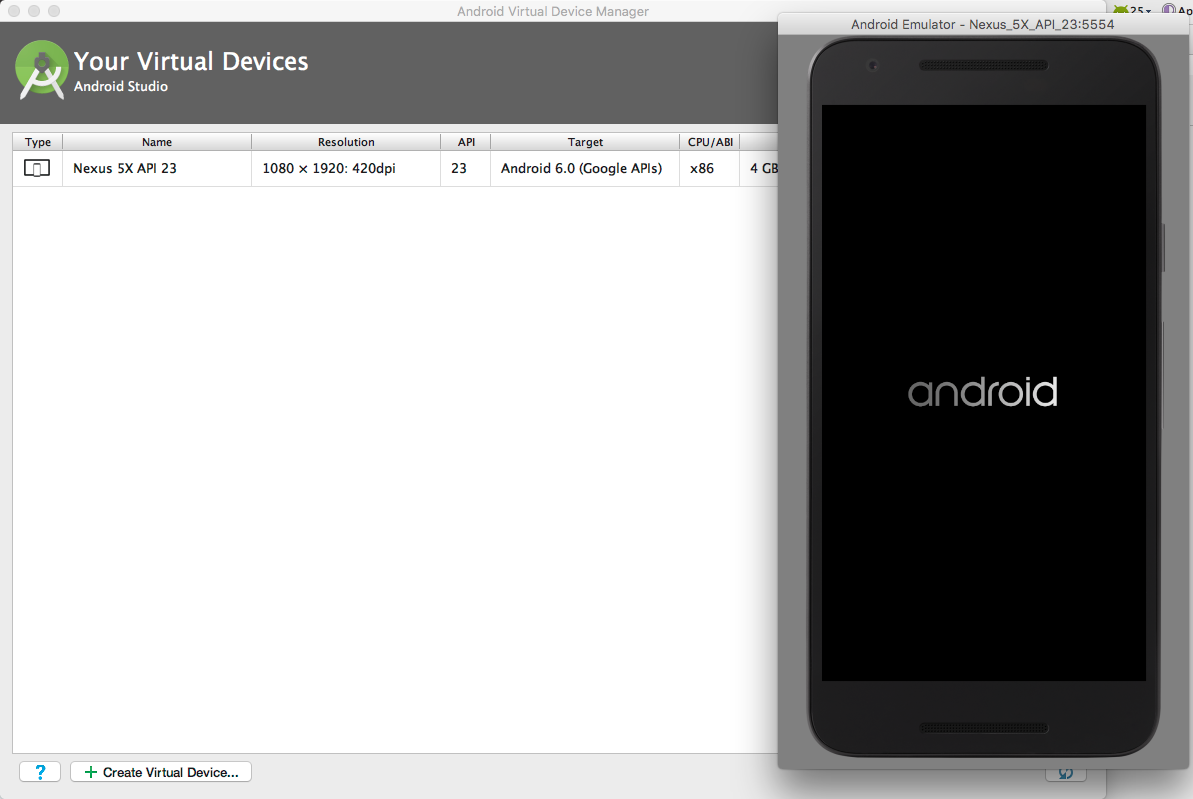 Android Virtual Device Manager
25
Ap
Android Emulator - Nexus_5X_API_23:5554
Your Virtual Devices
Android Studio
Type Name Resolution API Target CPU/ABI
Nexus 5X API 23 1080 × 1920: 420dpi 23 Android 6.0 (Google APIs) x86 4 GB
android
? + Create Virtual Device...